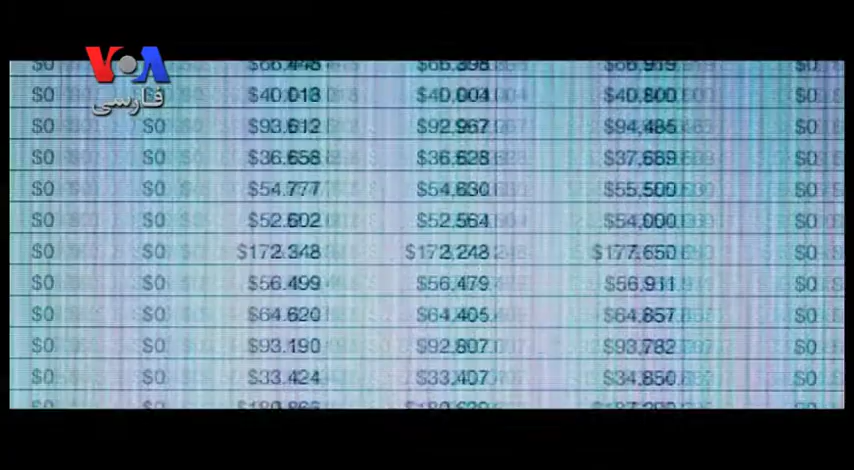 VOA
فارسی
$0 $40,013 $40,004 $40,800 $0
$0 $0 $93,612 $92,967 $94,485 $0
$0 $0 $36,658 $36,628 $37,689 $0
$0 $0 $54,777 $54,630 $55,500 $0
$0 $0 $52,602 $52,564 $54,000 $0
$0 $0 $172,348 $172,248 $177,650 $0
$0 $0 $56,499 $56,479 $56,911 $0
$0 $0 $64,620 $64,405 $64,857 $0
$0 $0 $93,190 $92,807 $93,782 $0
$0 $0 $33,424 $33,407 $34,850 $0